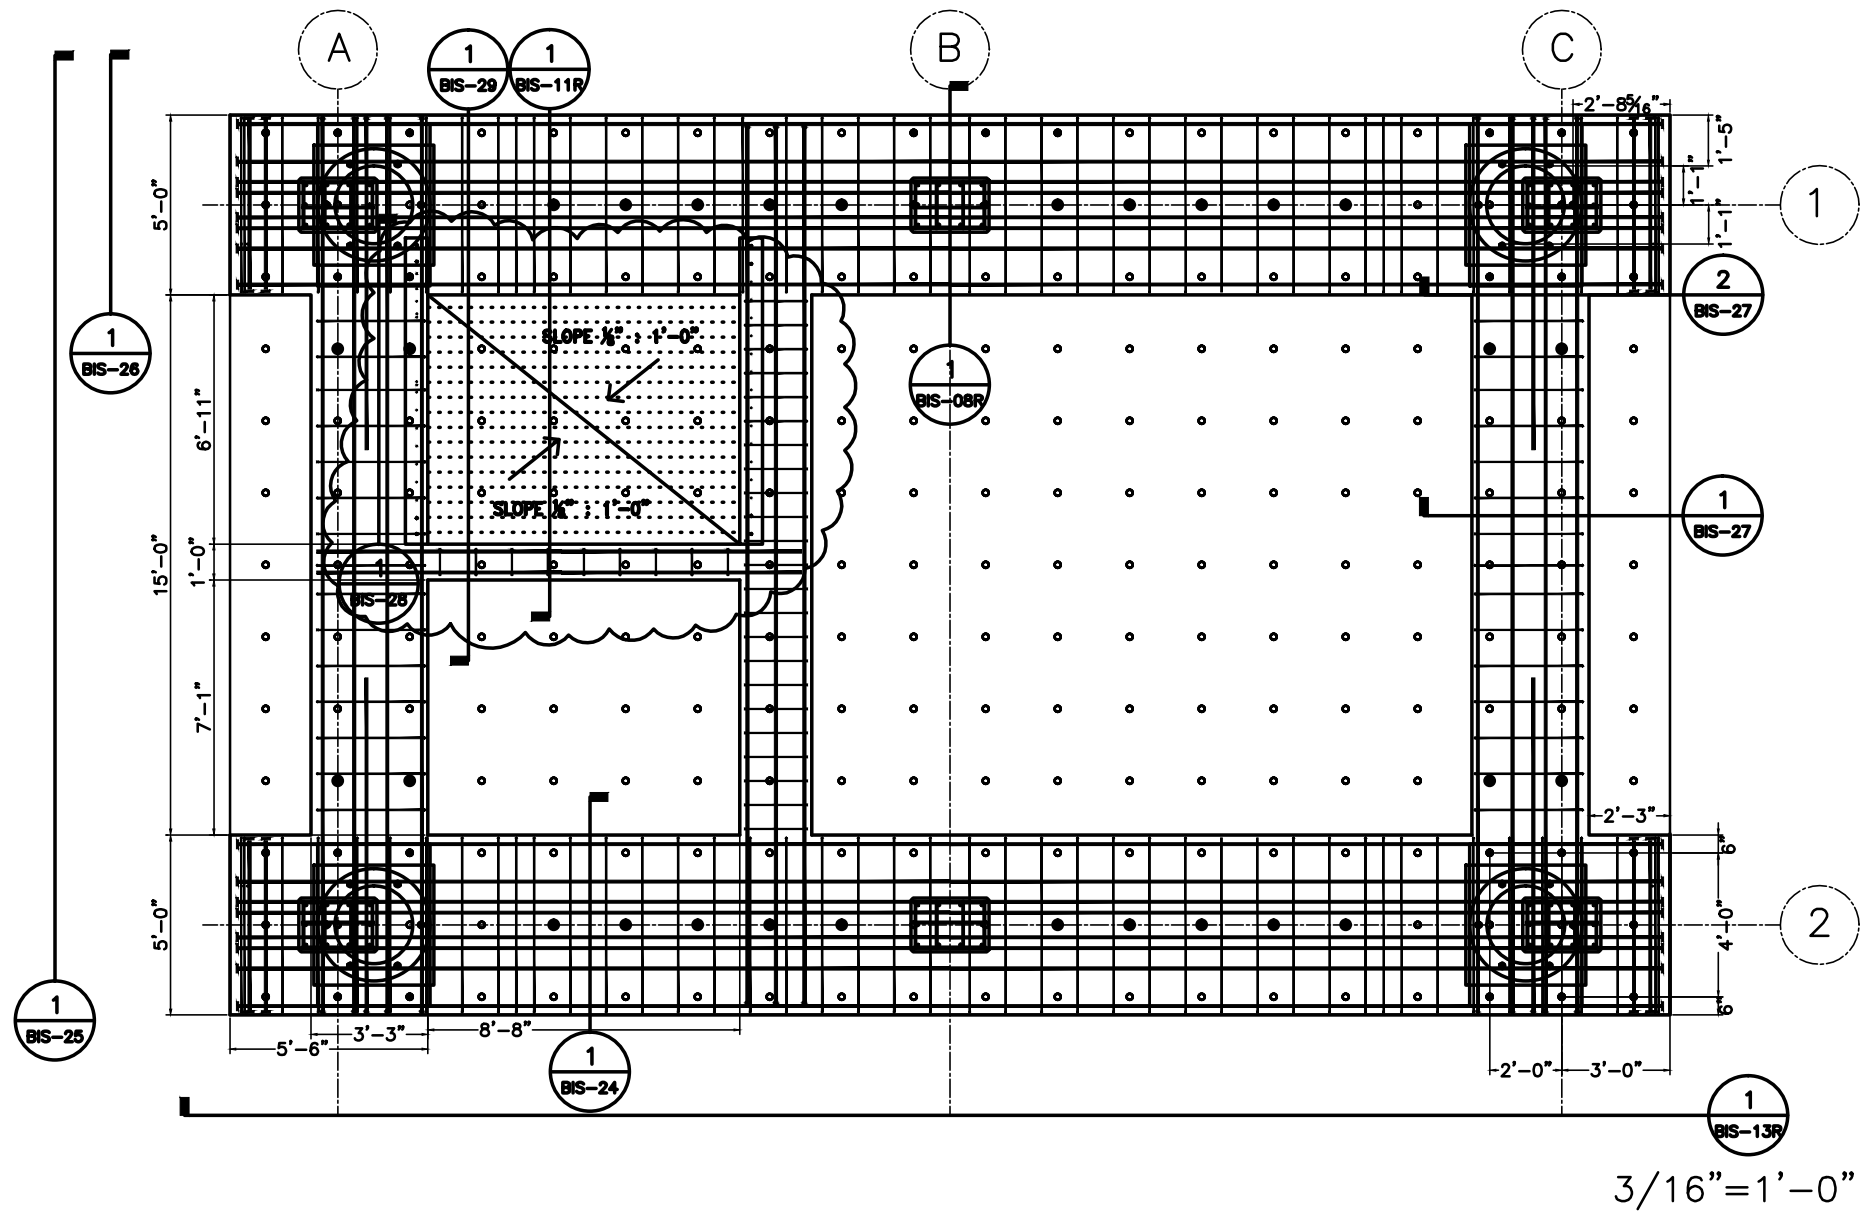 A
1
BIS-29
1
BIS-11R
B
C
2'-8 5/16"
1'-5"
1'-1"
1'-1"
1
5'-0"
2
BIS-27
1
BIS-26
SLOPE ⅛" : 1'-0"
1
BIS-08R
6'-11"
SLOPE ⅛" : 1'-0"
1
BIS-27
15'-0"
1'-0"
1
BIS-28
7'-1"
2'-3"
6"
5'-0"
4'-0"
2
6"
1
BIS-25
3'-3"
8'-8"
5'-6"
1
BIS-24
2'-0"
3'-0"
1
BIS-13R
3/16"=1'-0"